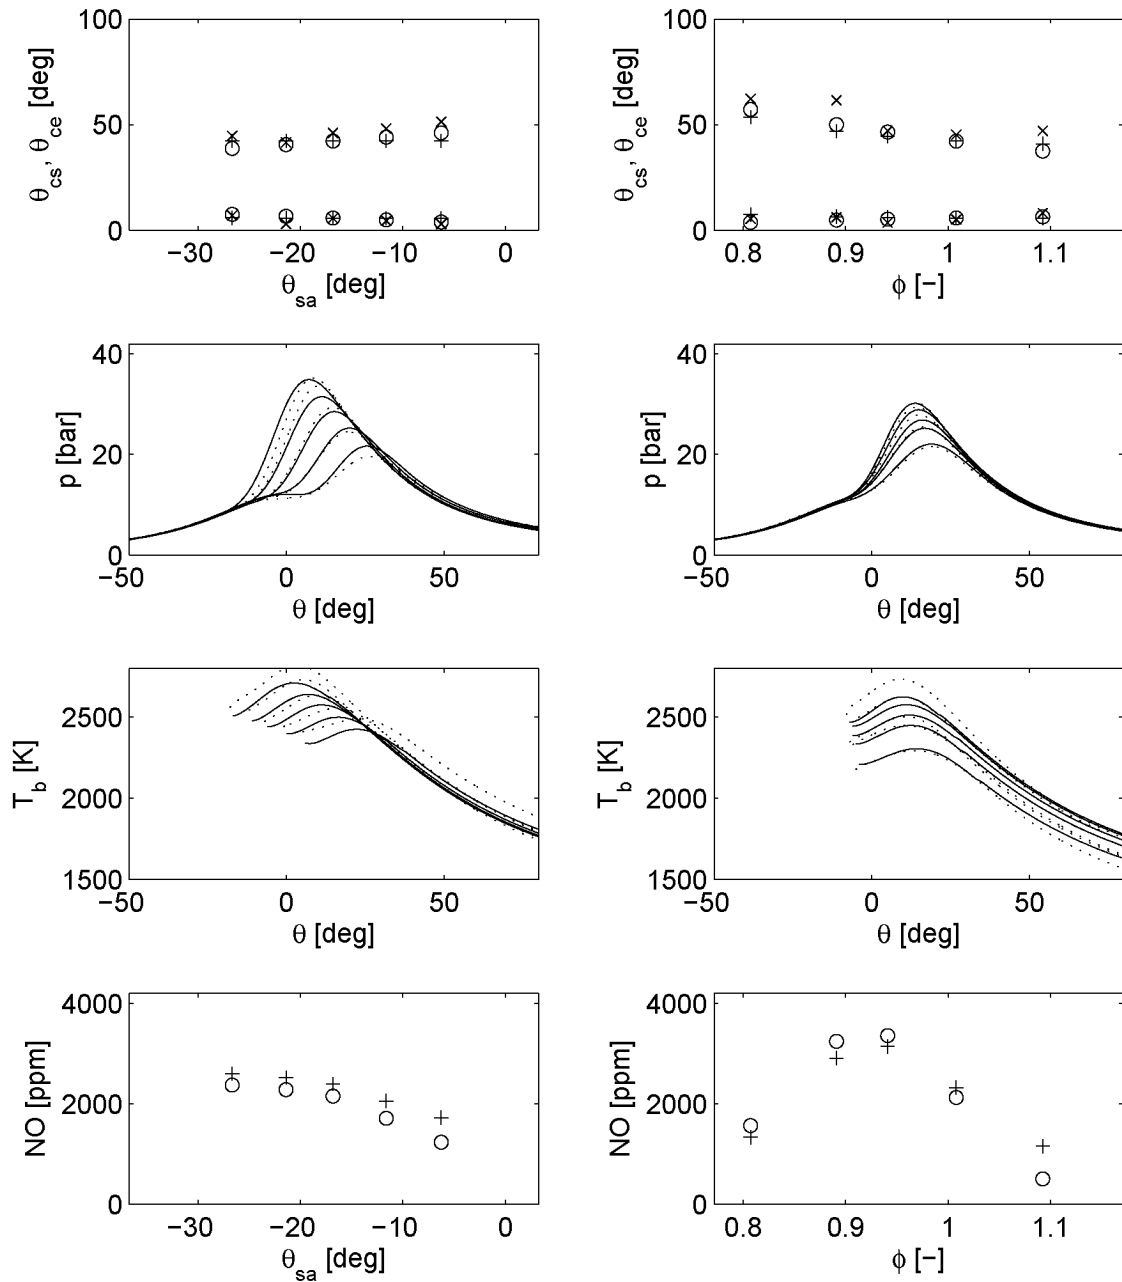 θcs, θce [deg]
100
50
0
−30 −20 −10 0
θsa [deg]
θcs, θce [deg]
100
50
0
0.8 0.9 1 1.1
ϕ [−]
p [bar]
40
20
0
−50 0 50
θ [deg]
p [bar]
40
20
0
−50 0 50
θ [deg]
Tb [K]
2500
2000
1500
−50 0 50
θ [deg]
Tb [K]
2500
2000
1500
−50 0 50
θ [deg]
NO [ppm]
4000
2000
0
−30 −20 −10 0
θsa [deg]
NO [ppm]
4000
2000
0
0.8 0.9 1 1.1
ϕ [−]